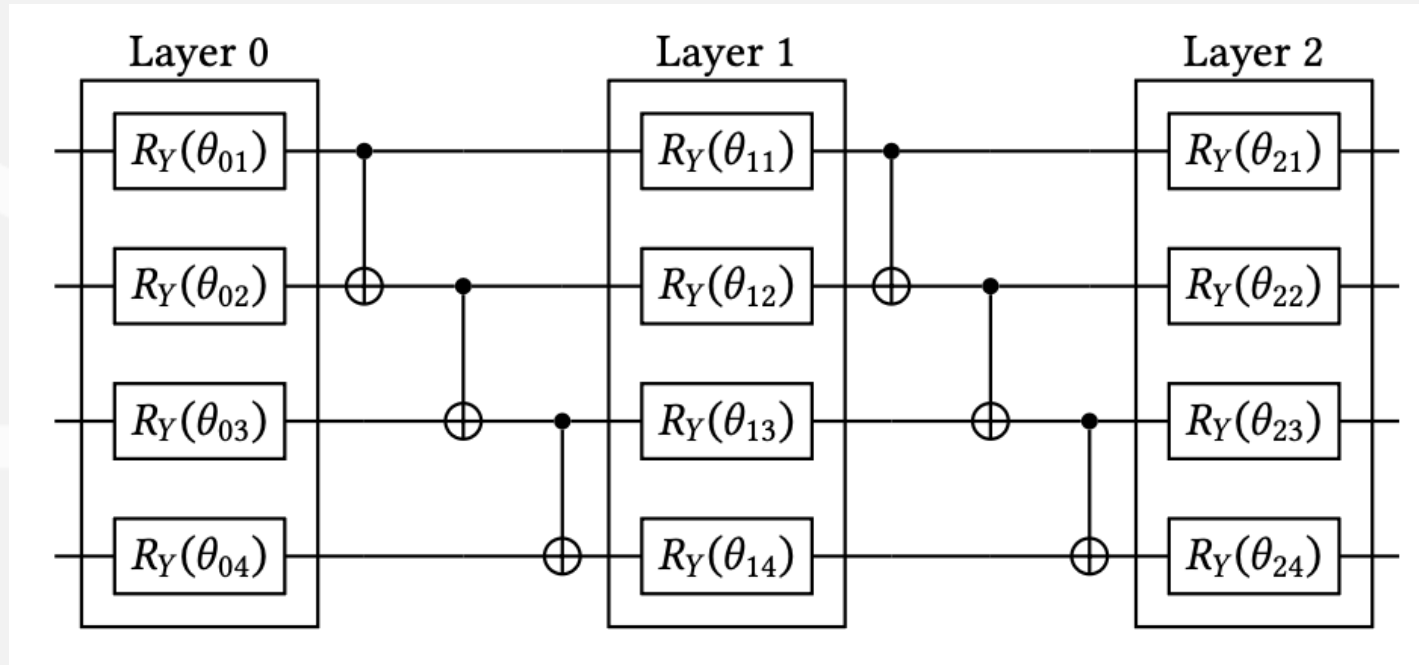 Layer 0 Layer 1 Layer 2
R_Y(θ_01) R_Y(θ_11) R_Y(θ_21)
R_Y(θ_02) R_Y(θ_12) R_Y(θ_22)
R_Y(θ_03) R_Y(θ_13) R_Y(θ_23)
R_Y(θ_04) R_Y(θ_14) R_Y(θ_24)